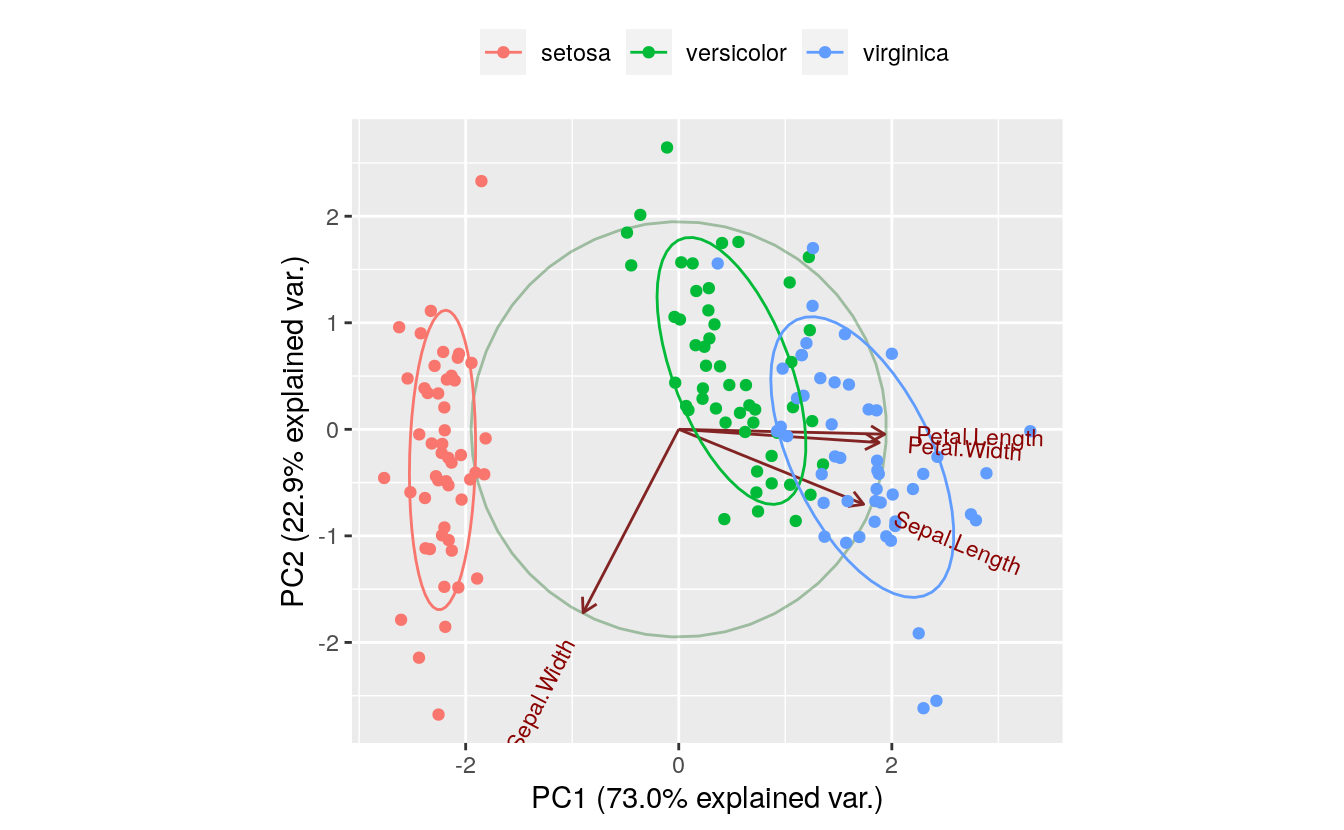 setosa versicolor virginica
PC2 (22.9% explained var.)
2
1
0
-1
-2
Petal.Length
Petal.Width
Sepal.Length
Sepal.Width
-2 0 2
PC1 (73.0% explained var.)